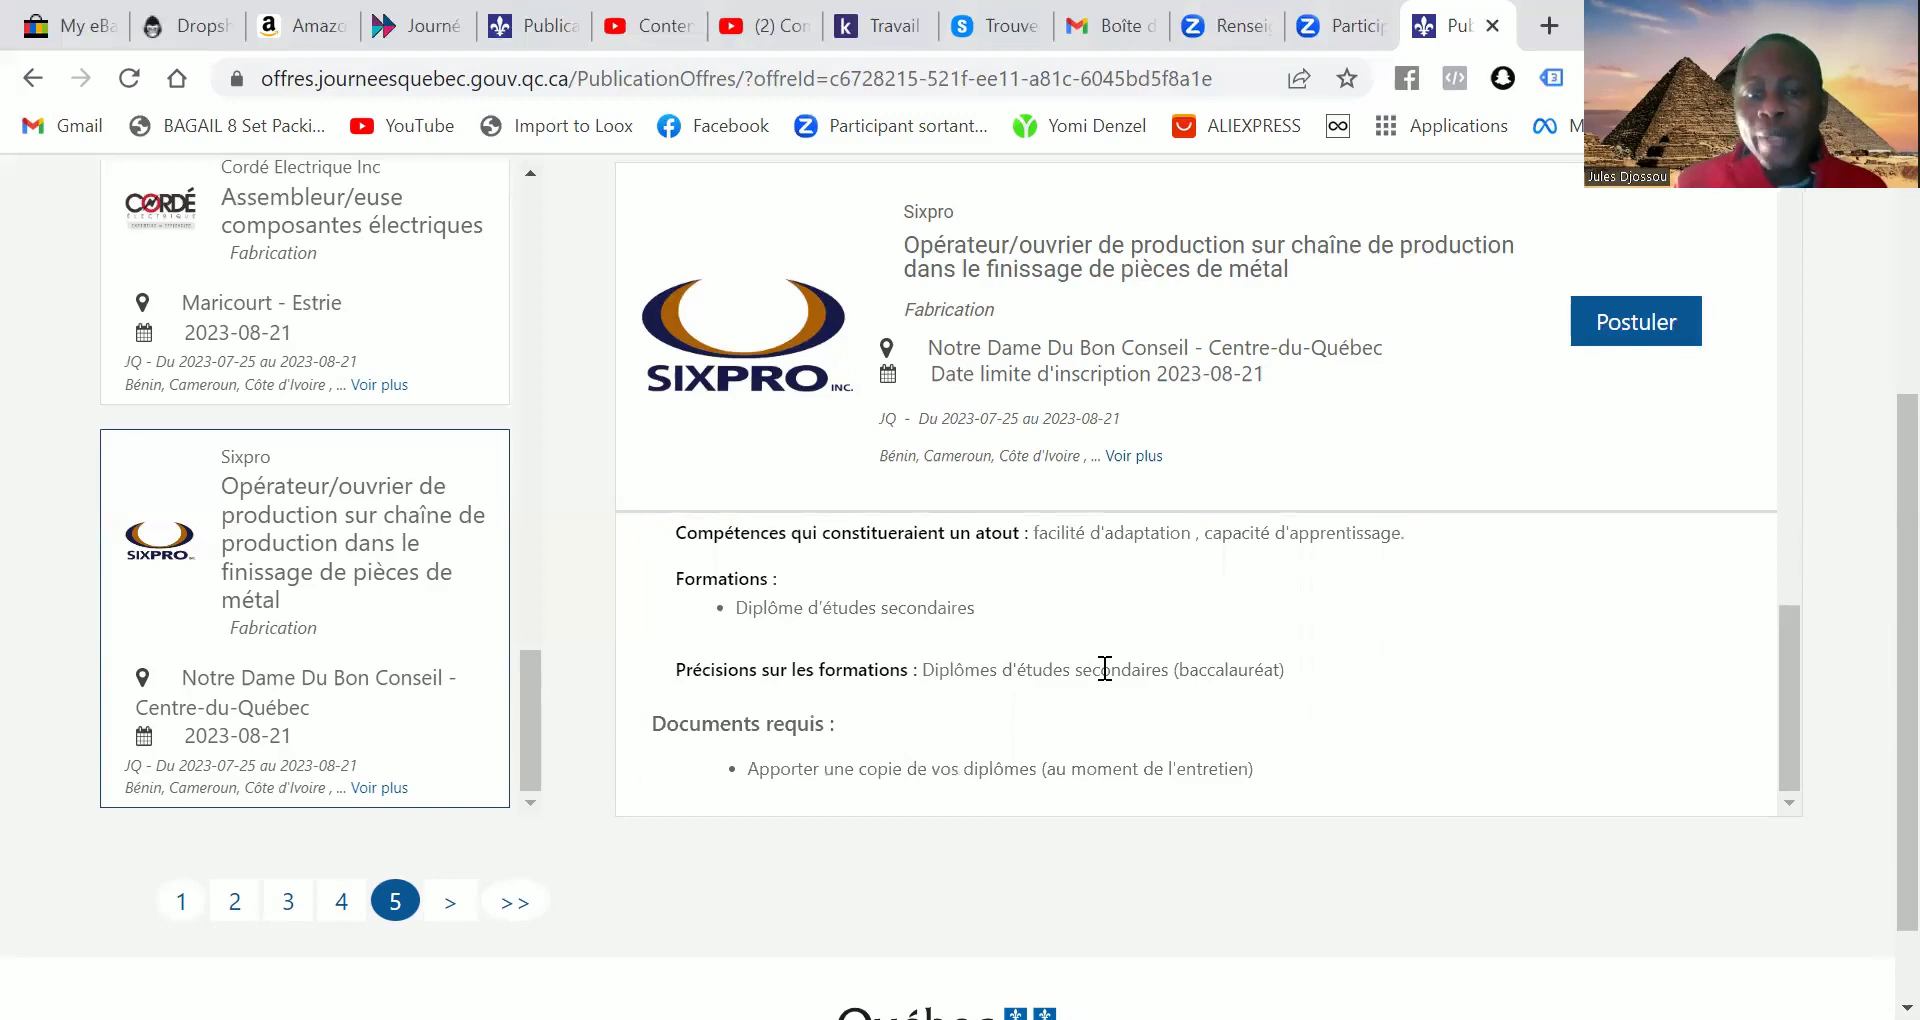 My eBa
Dropsh
Amazo
Journé
Publica
Conten
(2) Con
Travail
Trouve
Boîte d
Rensei
Particip
Pub
offres.journeesquebec.gouv.qc.ca/PublicationOffres/?offreId=c6728215-521f-ee11-a81c-6045bd5f8a1e
Gmail
BAGAIL 8 Set Packi...
YouTube
Import to Loox
Facebook
Participant sortant...
Yomi Denzel
ALIEXPRESS
Applications
M
Jules Djossou
Cordé Electrique Inc
CORDÉ
ÉLECTRIQUE
Assembleur/euse
composantes électriques
Fabrication
Maricourt - Estrie
2023-08-21
JQ - Du 2023-07-25 au 2023-08-21
Bénin, Cameroun, Côte d'Ivoire , ... Voir plus
Sixpro
SIXPRO
Opérateur/ouvrier de
production sur chaîne de
production dans le
finissage de pièces de
métal
Fabrication
Notre Dame Du Bon Conseil -
Centre-du-Québec
2023-08-21
JQ - Du 2023-07-25 au 2023-08-21
Bénin, Cameroun, Côte d'Ivoire , ... Voir plus
1 2 3 4 5 > >>
SIXPRO INC.
Sixpro
Opérateur/ouvrier de production sur chaîne de production
dans le finissage de pièces de métal
Fabrication
Notre Dame Du Bon Conseil - Centre-du-Québec
Date limite d'inscription 2023-08-21
JQ - Du 2023-07-25 au 2023-08-21
Bénin, Cameroun, Côte d'Ivoire , ... Voir plus
Postuler
Compétences qui constitueraient un atout : facilité d'adaptation , capacité d'apprentissage.
Formations :
• Diplôme d'études secondaires
Précisions sur les formations : Diplômes d'études secondaires (baccalauréat)
Documents requis :
• Apporter une copie de vos diplômes (au moment de l'entretien)
Québec